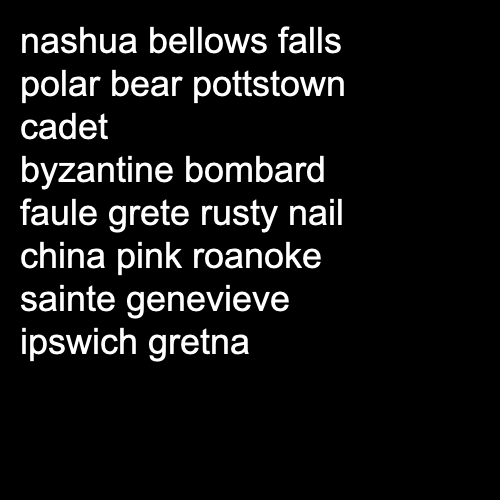 nashua bellows falls
polar bear pottstown
cadet
byzantine bombard
faule grete rusty nail
china pink roanoke
sainte genevieve
ipswich gretna